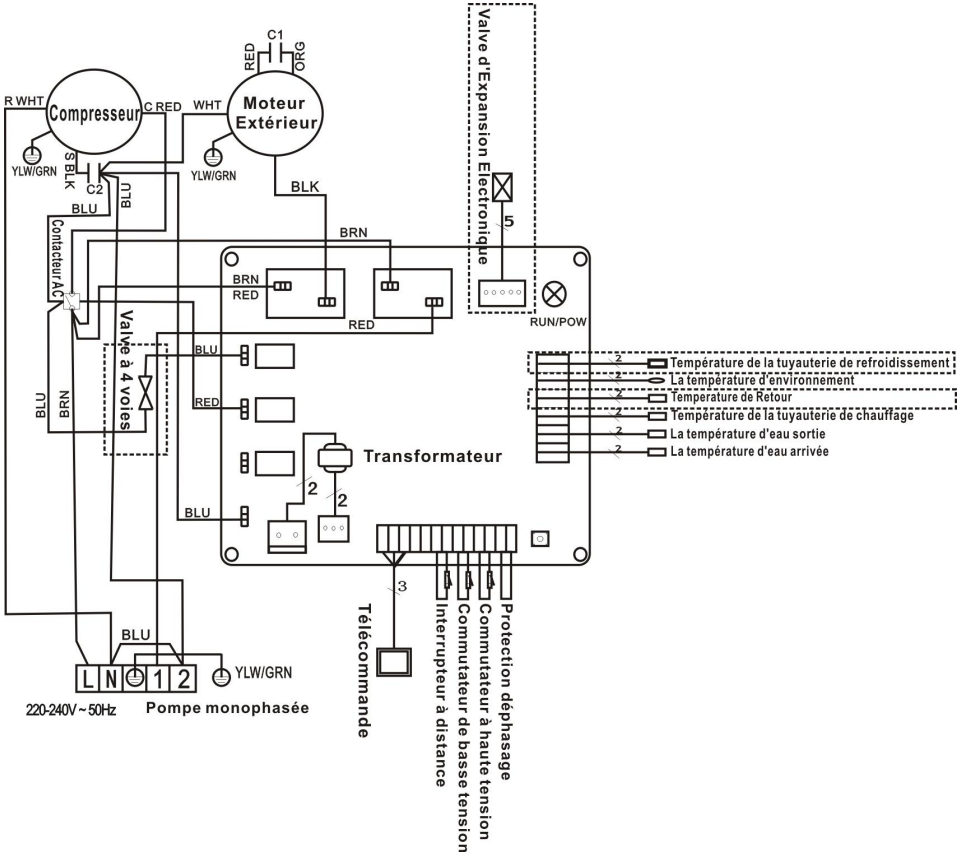 C1
RED
ORG
Valve d'Expansion Electronique
R WHT
Compresseur
C RED
WHT
Moteur
Extérieur
YLW/GRN
S BLK
C2
BLU
YLW/GRN
BLK
5
BLU
Contacteur AC
BRN
BRN
RED
RUN/POW
RED
Valve à 4 voies
BLU
BLU
BRN
RED
2
Température de la tuyauterie de refroidissement
2
La température d'environnement
2
Temperature de Retour
2
Température de la tuyauterie de chauffage
2
La température d'eau sortie
2
La température d'eau arrivée
Transformateur
2
2
BLU
3
Télécommande
Interrupteur à distance
Commutateur de basse tension
Commutateur à haute tension
Protection déphasage
BLU
L N 1 2
YLW/GRN
220-240V ~ 50Hz
Pompe monophasée